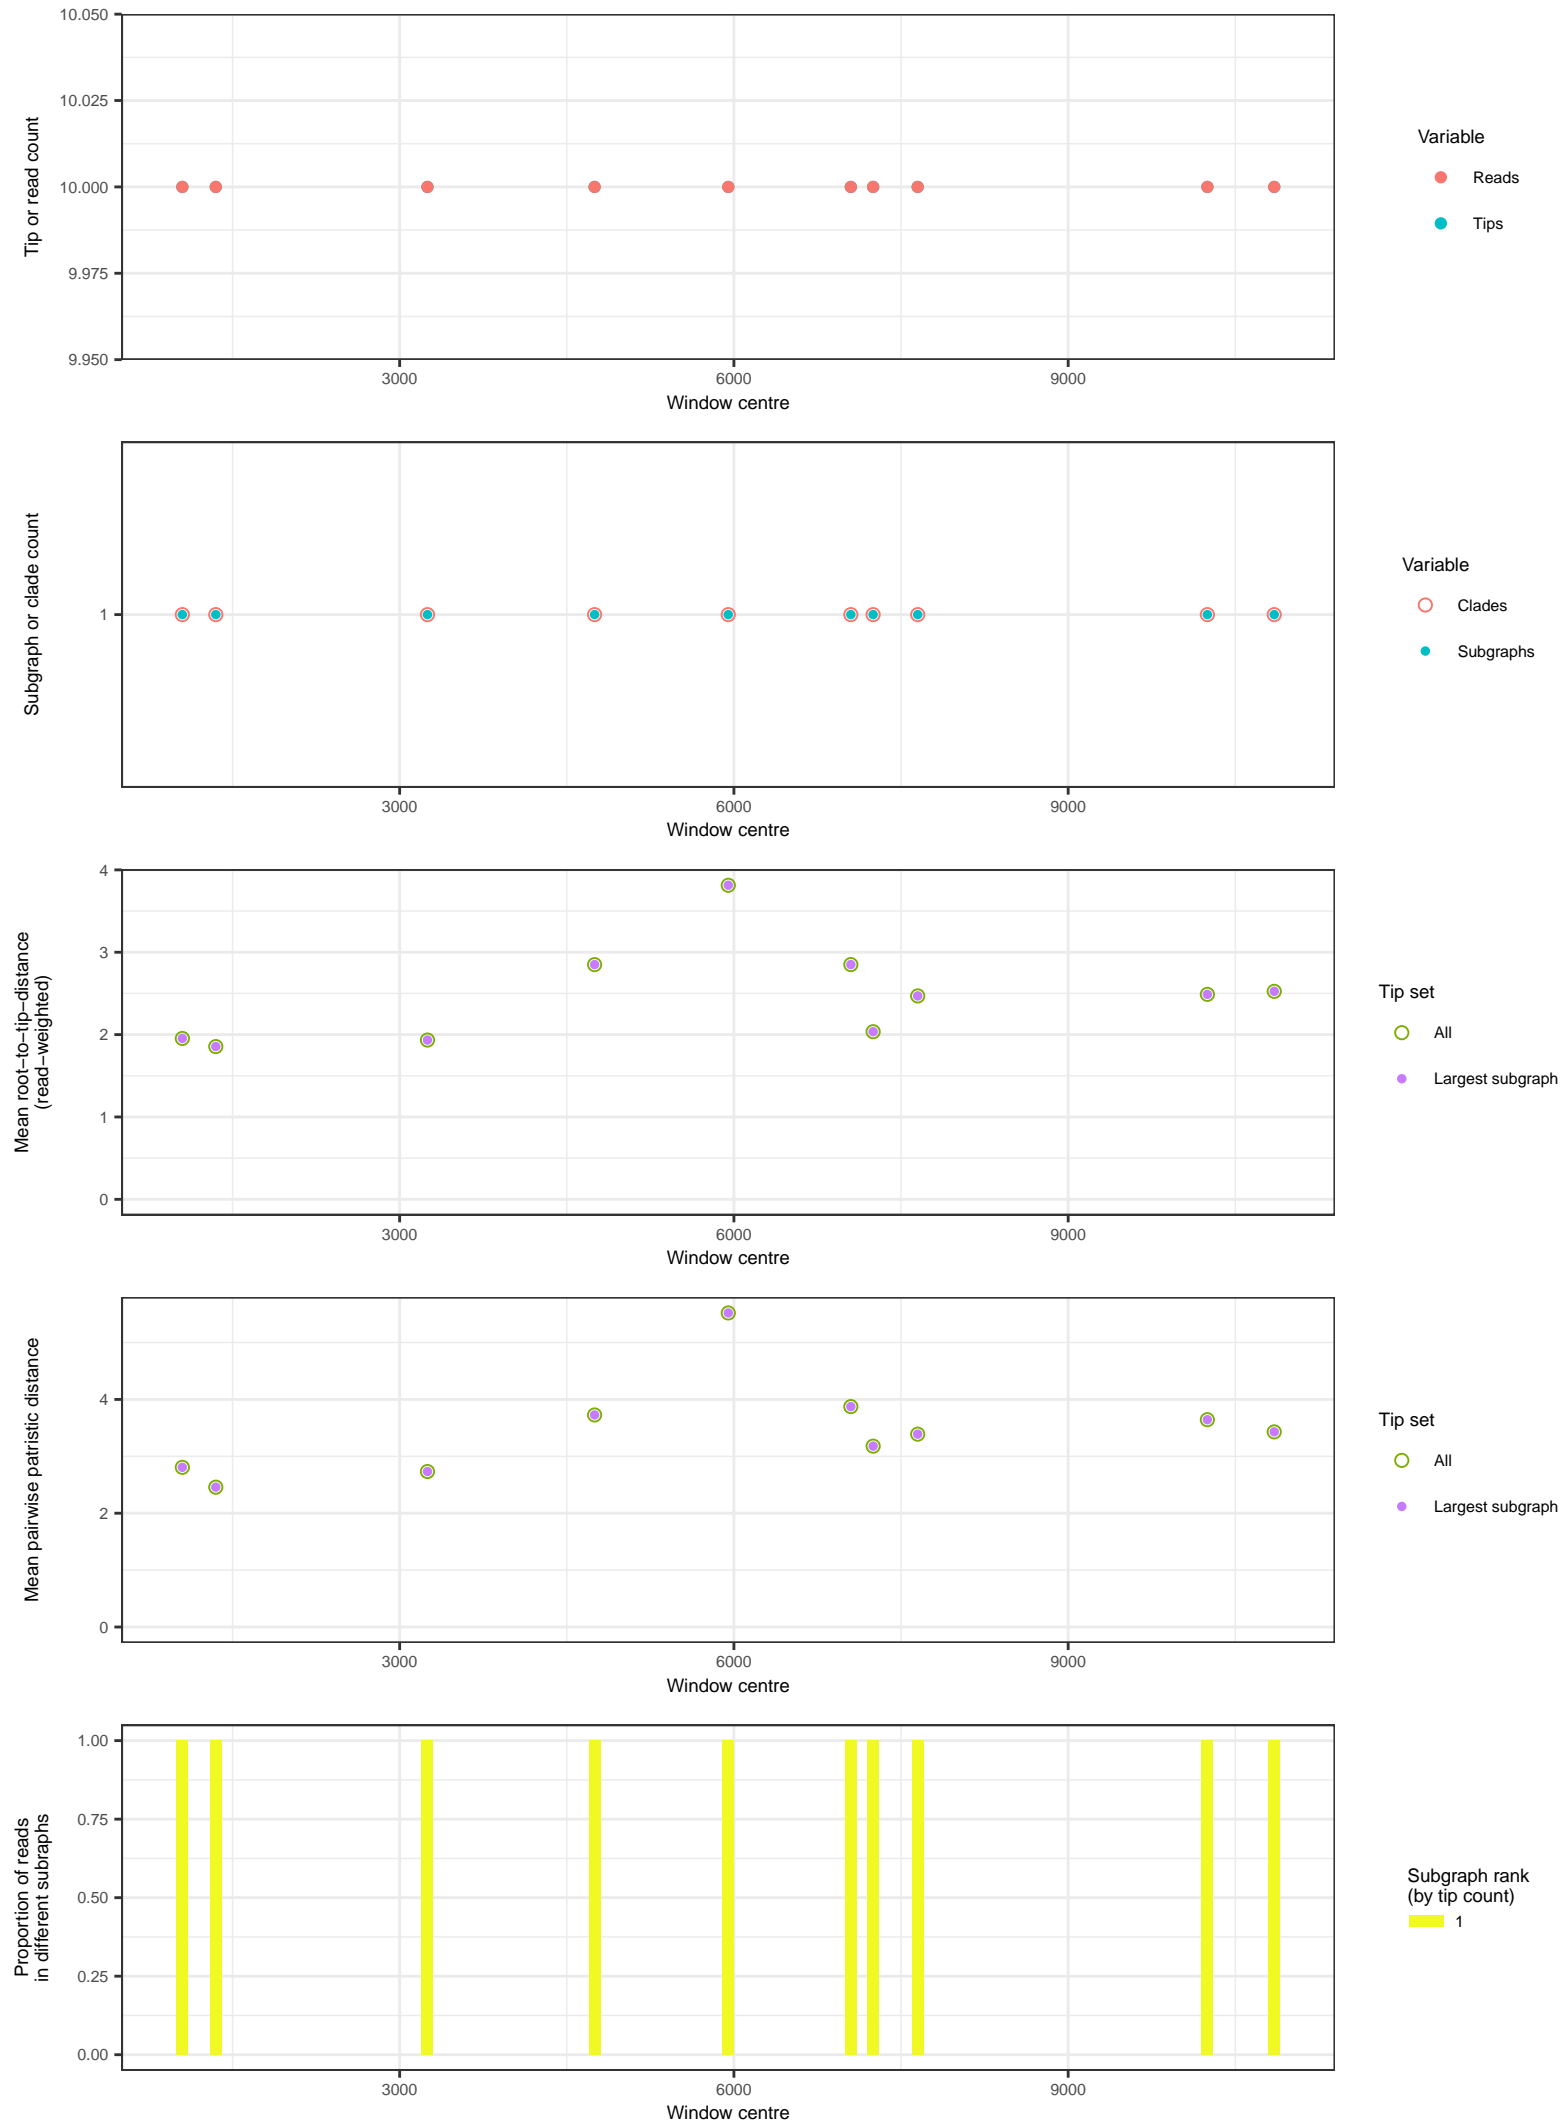 10.050
10.025
10.000
9.975
9.950
Tip or read count
3000
6000
9000
Window centre
Variable
Reads
Tips
1
Subgraph or clade count
3000
6000
9000
Window centre
Variable
Clades
Subgraphs
4
3
2
1
0
Mean root−to−tip−distance
(read−weighted)
3000
6000
9000
Window centre
Tip set
All
Largest subgraph
4
2
0
Mean pairwise patristic distance
3000
6000
9000
Window centre
Tip set
All
Largest subgraph
1.00
0.75
0.50
0.25
0.00
Proportion of reads
in different subraphs
3000
6000
9000
Window centre
Subgraph rank
(by tip count)
1